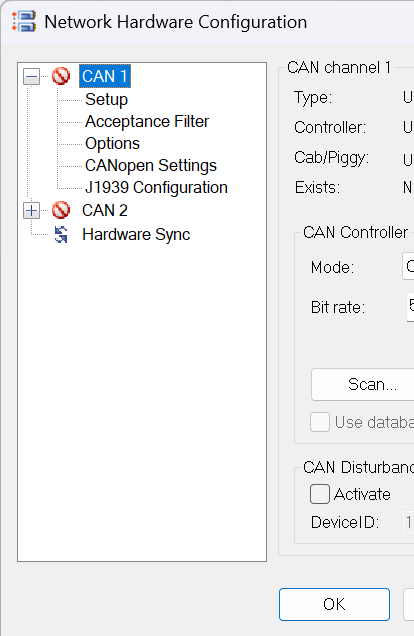 Network Hardware Configuration
CAN 1
Setup
Acceptance Filter
Options
CANopen Settings
J1939 Configuration
CAN 2
Hardware Sync
CAN channel 1
Type: U
Controller: U
Cab/Piggy: U
Exists: N
CAN Controller
Mode:
Bit rate: 5
Scan...
Use databa
CAN Disturbanc
Activate
DeviceID: 1
OK